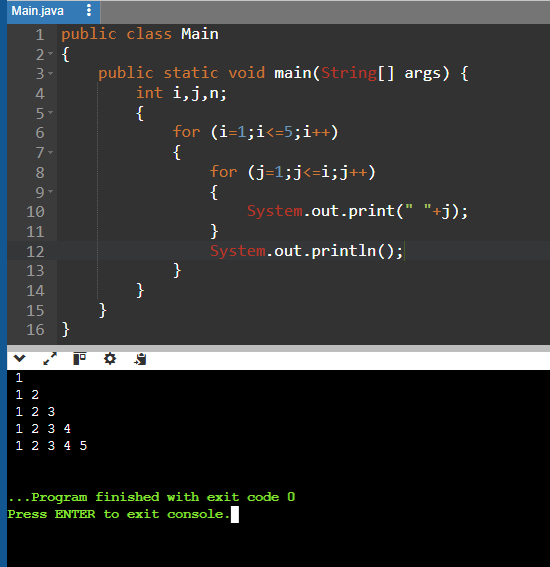 Main.java
1 public class Main
2 {
3     public static void main(String[] args) {
4         int i,j,n;
5         {
6             for (i=1;i<=5;i++)
7             {
8                 for (j=1;j<=i;j++)
9                 {
10                     System.out.print(" "+j);
11                 }
12                 System.out.println();
13             }
14         }
15     }
16 }
1
1 2
1 2 3
1 2 3 4
1 2 3 4 5
...Program finished with exit code 0
Press ENTER to exit console.